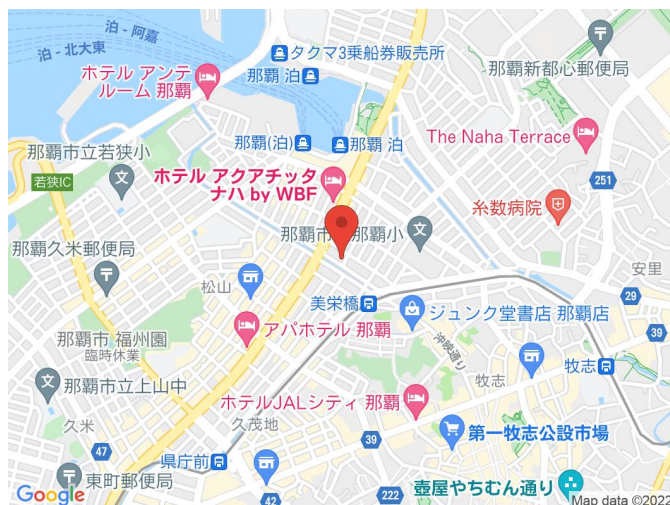 泊 - 阿嘉
泊 - 北大東
タクマ3乗船券販売所
那覇 泊
那覇新都心郵便局
ホテル アンテ
ルーム 那覇
The Naha Terrace
那覇(泊)
那覇 泊
那覇市立若狭小
若狭IC
ホテル アクアチッタ
ナハ by WBF
251
糸数病院
那覇久米郵便局
那覇市
那覇小
安里
松山
美栄橋
29
ジュンク堂書店 那覇店
39
那覇市 福州園
臨時休業
アパホテル 那覇
沖映通り
牧志
牧志
那覇市立上山中
ホテルJALシティ 那覇
久米
久茂地
47
39
第一牧志公設市場
県庁前
東町郵便局
42
222
壺屋やちむん通り
Google
Map data ©2022